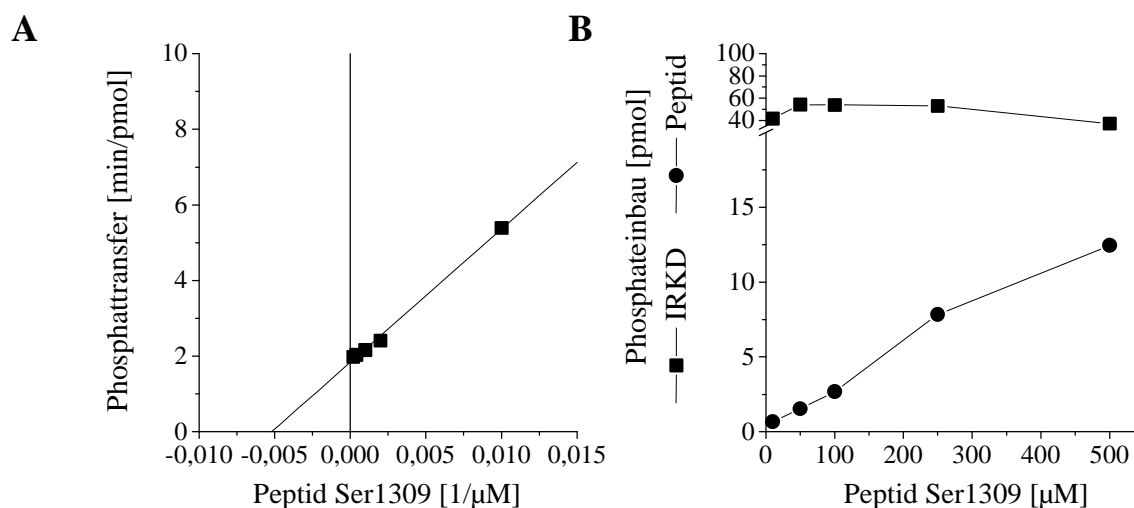 A
Phosphattransfer [min/pmol]
10
8
6
4
2
0
-0,010 -0,005 0,000 0,005 0,010 0,015
Peptid Ser1309 [1/µM]
B
Phosphateinbau [pmol]
IRKD Peptid
100
80
60
40
15
10
5
0
0 100 200 300 400 500
Peptid Ser1309 [µM]